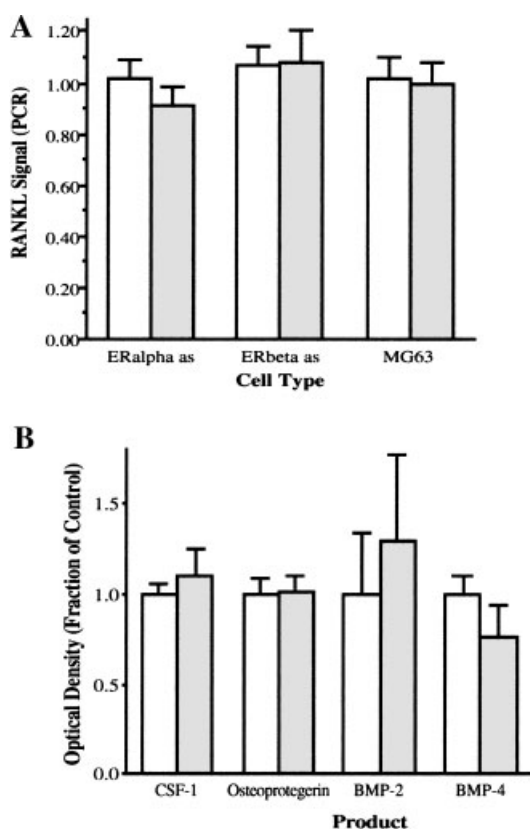 A
RANKL Signal (PCR)
1.20
1.00
0.80
0.60
0.40
0.20
0.00
ERalpha as ERbeta as MG63
Cell Type
B
Optical Density (Fraction of Control)
1.5
1.0
0.5
0.0
CSF-1 Osteoprotegerin BMP-2 BMP-4
Product